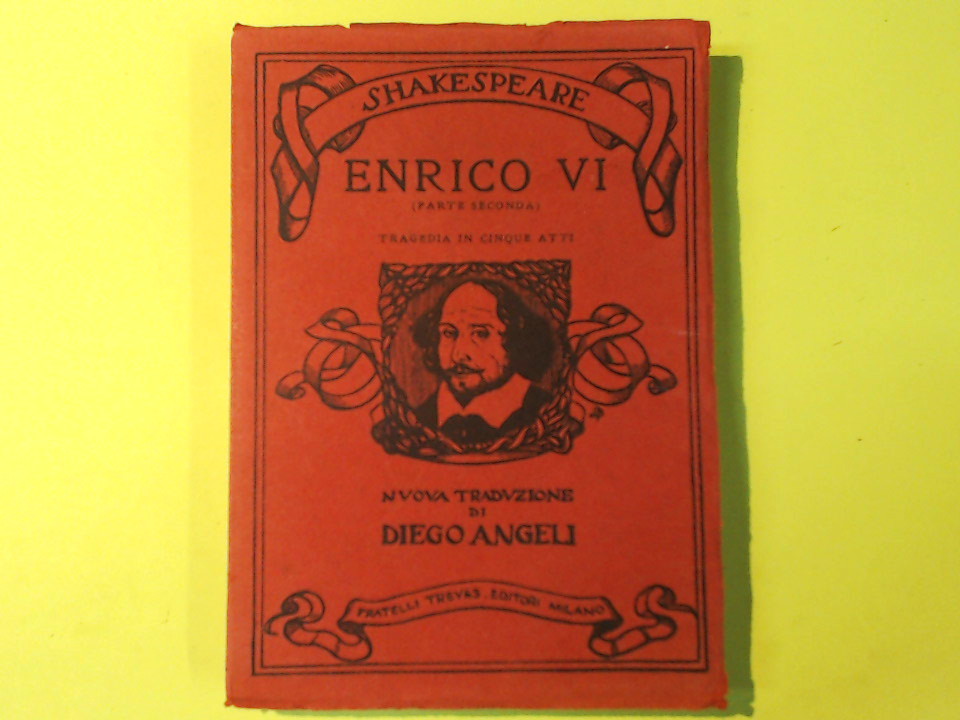 SHAKESPEARE
ENRICO VI
(PARTE SECONDA)
TRAGEDIA IN CINQUE ATTI
NVOVA TRADVZIONE
DI
DIEGO ANGELI
FRATELLI TREVES. EDITORI MILANO